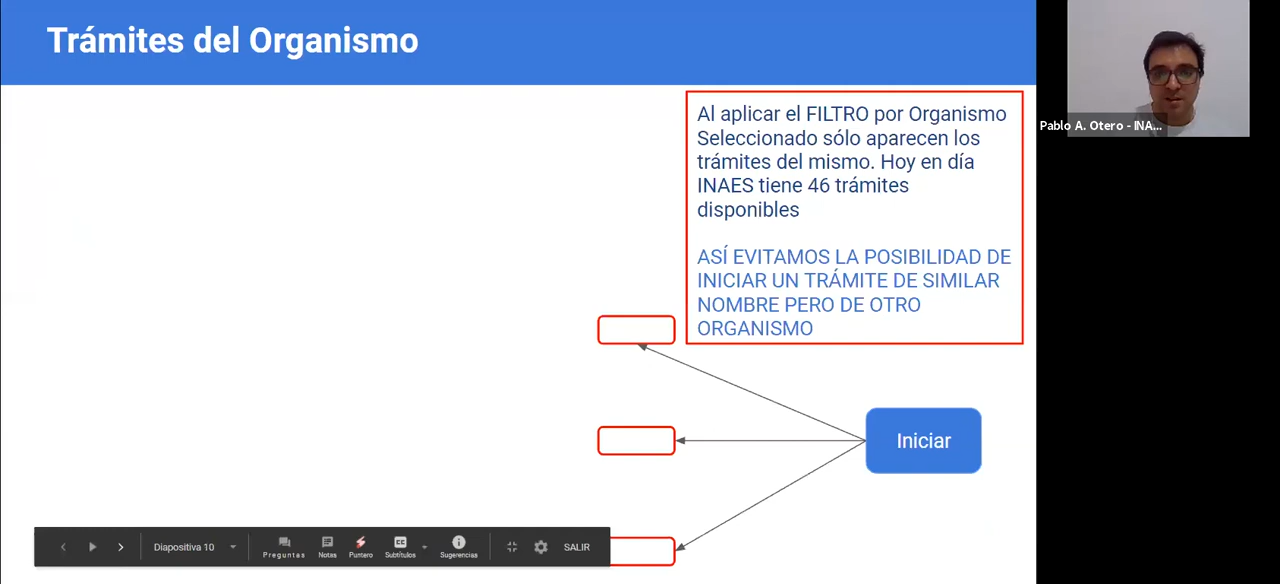 Trámites del Organismo
Al aplicar el FILTRO por Organismo
Seleccionado sólo aparecen los
trámites del mismo. Hoy en día
INAES tiene 46 trámites
disponibles
ASÍ EVITAMOS LA POSIBILIDAD DE
INICIAR UN TRÁMITE DE SIMILAR
NOMBRE PERO DE OTRO
ORGANISMO
Iniciar
Pablo A. Otero - INA...
Diapositiva 10
Preguntas
Notas
Puntero
CC
Subtítulos
Sugerencias
SALIR